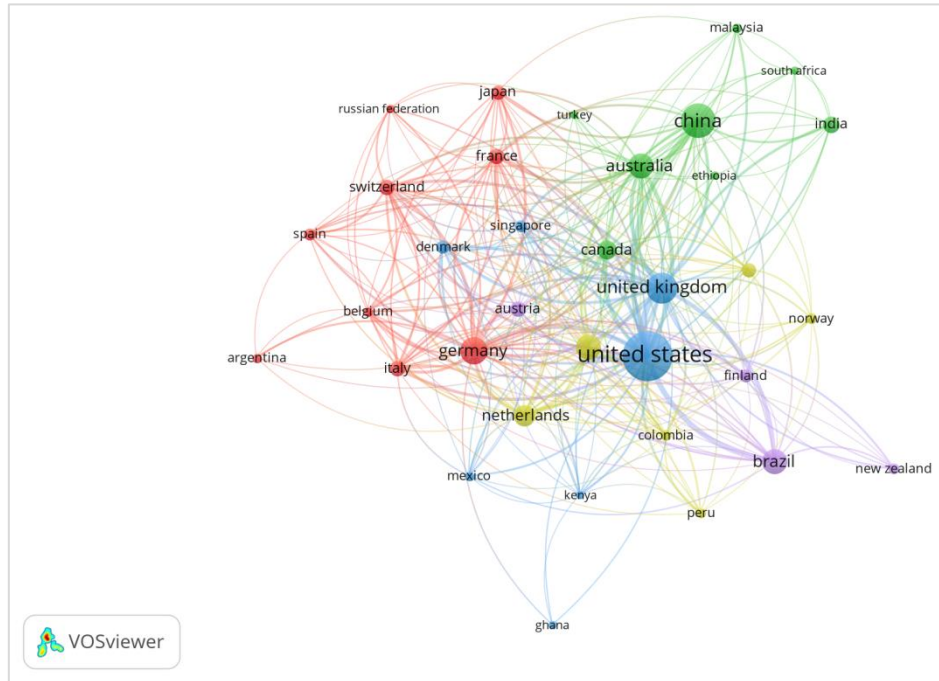 malaysia
south africa
japan
russian federation
turkey
china
india
france
australia
ethiopia
switzerland
singapore
spain
denmark
canada
united kingdom
belgium
austria
norway
argentina
italy
germany
united states
finland
netherlands
colombia
brazil
new zealand
mexico
kenya
peru
ghana
VOSviewer